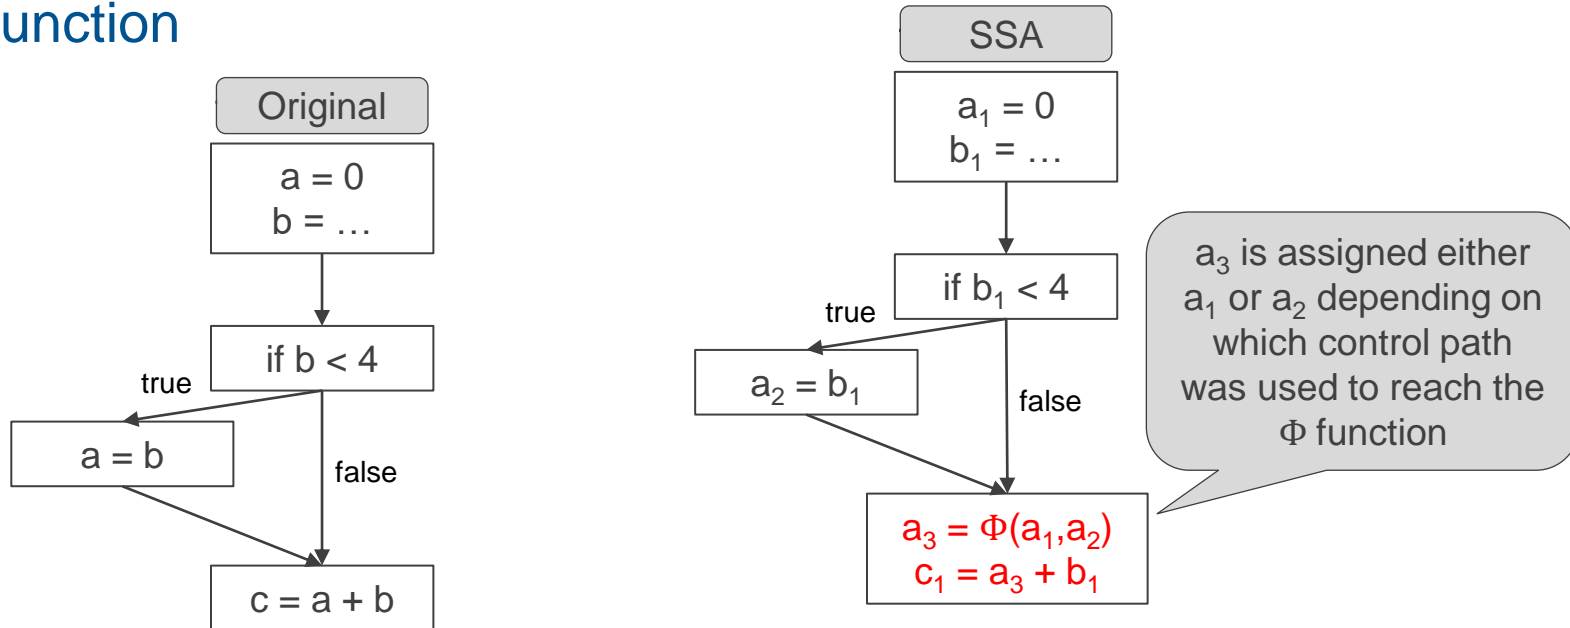 unction
Original
a = 0
b = …
if b < 4
true
a = b
false
c = a + b
SSA
a₁ = 0
b₁ = …
if b₁ < 4
true
a₂ = b₁
false
a₃ = Φ(a₁,a₂)
c₁ = a₃ + b₁
a₃ is assigned either
a₁ or a₂ depending on
which control path
was used to reach the
Φ function